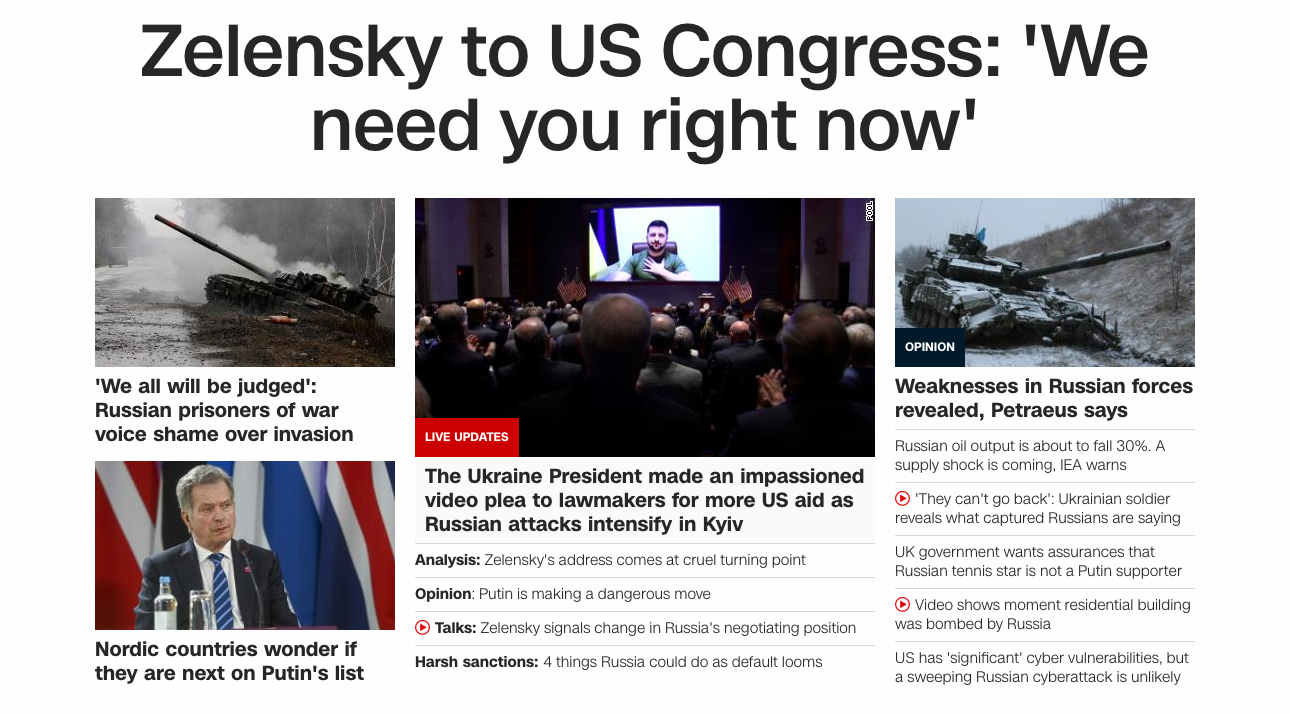 Zelensky to US Congress: 'We
need you right now'
'We all will be judged':
Russian prisoners of war
voice shame over invasion
Nordic countries wonder if
they are next on Putin's list
POOL
LIVE UPDATES
The Ukraine President made an impassioned
video plea to lawmakers for more US aid as
Russian attacks intensify in Kyiv
Analysis: Zelensky's address comes at cruel turning point
Opinion: Putin is making a dangerous move
Talks: Zelensky signals change in Russia's negotiating position
Harsh sanctions: 4 things Russia could do as default looms
OPINION
Weaknesses in Russian forces
revealed, Petraeus says
Russian oil output is about to fall 30%. A
supply shock is coming, IEA warns
'They can't go back': Ukrainian soldier
reveals what captured Russians are saying
UK government wants assurances that
Russian tennis star is not a Putin supporter
Video shows moment residential building
was bombed by Russia
US has 'significant' cyber vulnerabilities, but
a sweeping Russian cyberattack is unlikely